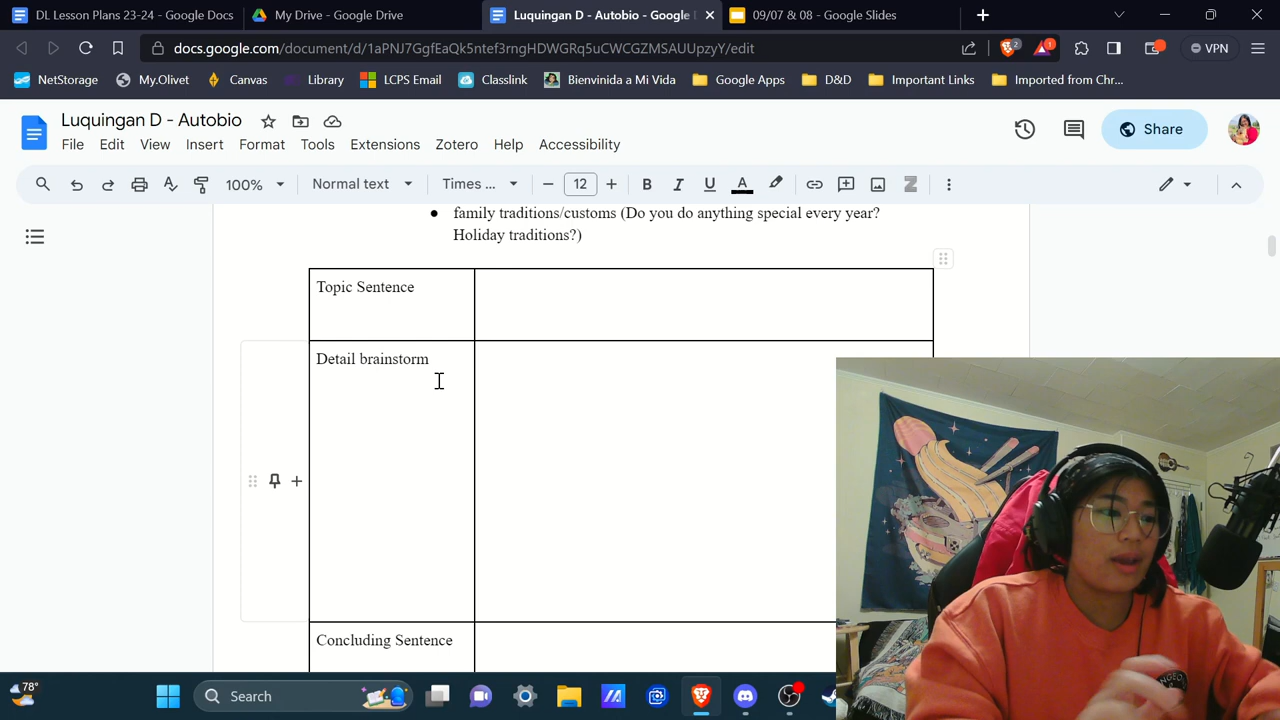 DL Lesson Plans 23-24 - Google Docs
My Drive - Google Drive
Luquingan D - Autobio - Google
09/07 & 08 - Google Slides
docs.google.com/document/d/1aPNJ7GgfEaQk5ntef3rngHDWGRq5uCWCGZMSAUUpzyY/edit
2
1
VPN
NetStorage
My.Olivet
Canvas
Library
LCPS Email
Classlink
Bienvinida a Mi Vida
Google Apps
D&D
Important Links
Imported from Chr...
Luquingan D - Autobio
File Edit View Insert Format Tools Extensions Zotero Help Accessibility
Share
100% Normal text Times ... 12 B I U A Z
● family traditions/customs (Do you do anything special every year?
Holiday traditions?)
Topic Sentence
Detail brainstorm
Concluding Sentence
78°
Search